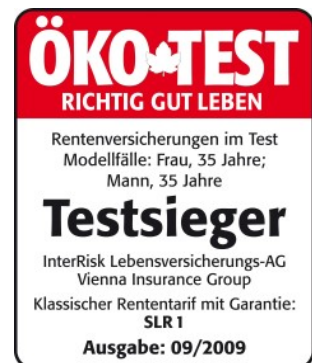 ÖKO TEST
RICHTIG GUT LEBEN
Rentenversicherungen im Test
Modellfälle: Frau, 35 Jahre;
Mann, 35 Jahre
Testsieger
InterRisk Lebensversicherungs-AG
Vienna Insurance Group
Klassischer Rententarif mit Garantie:
SLR 1
Ausgabe: 09/2009